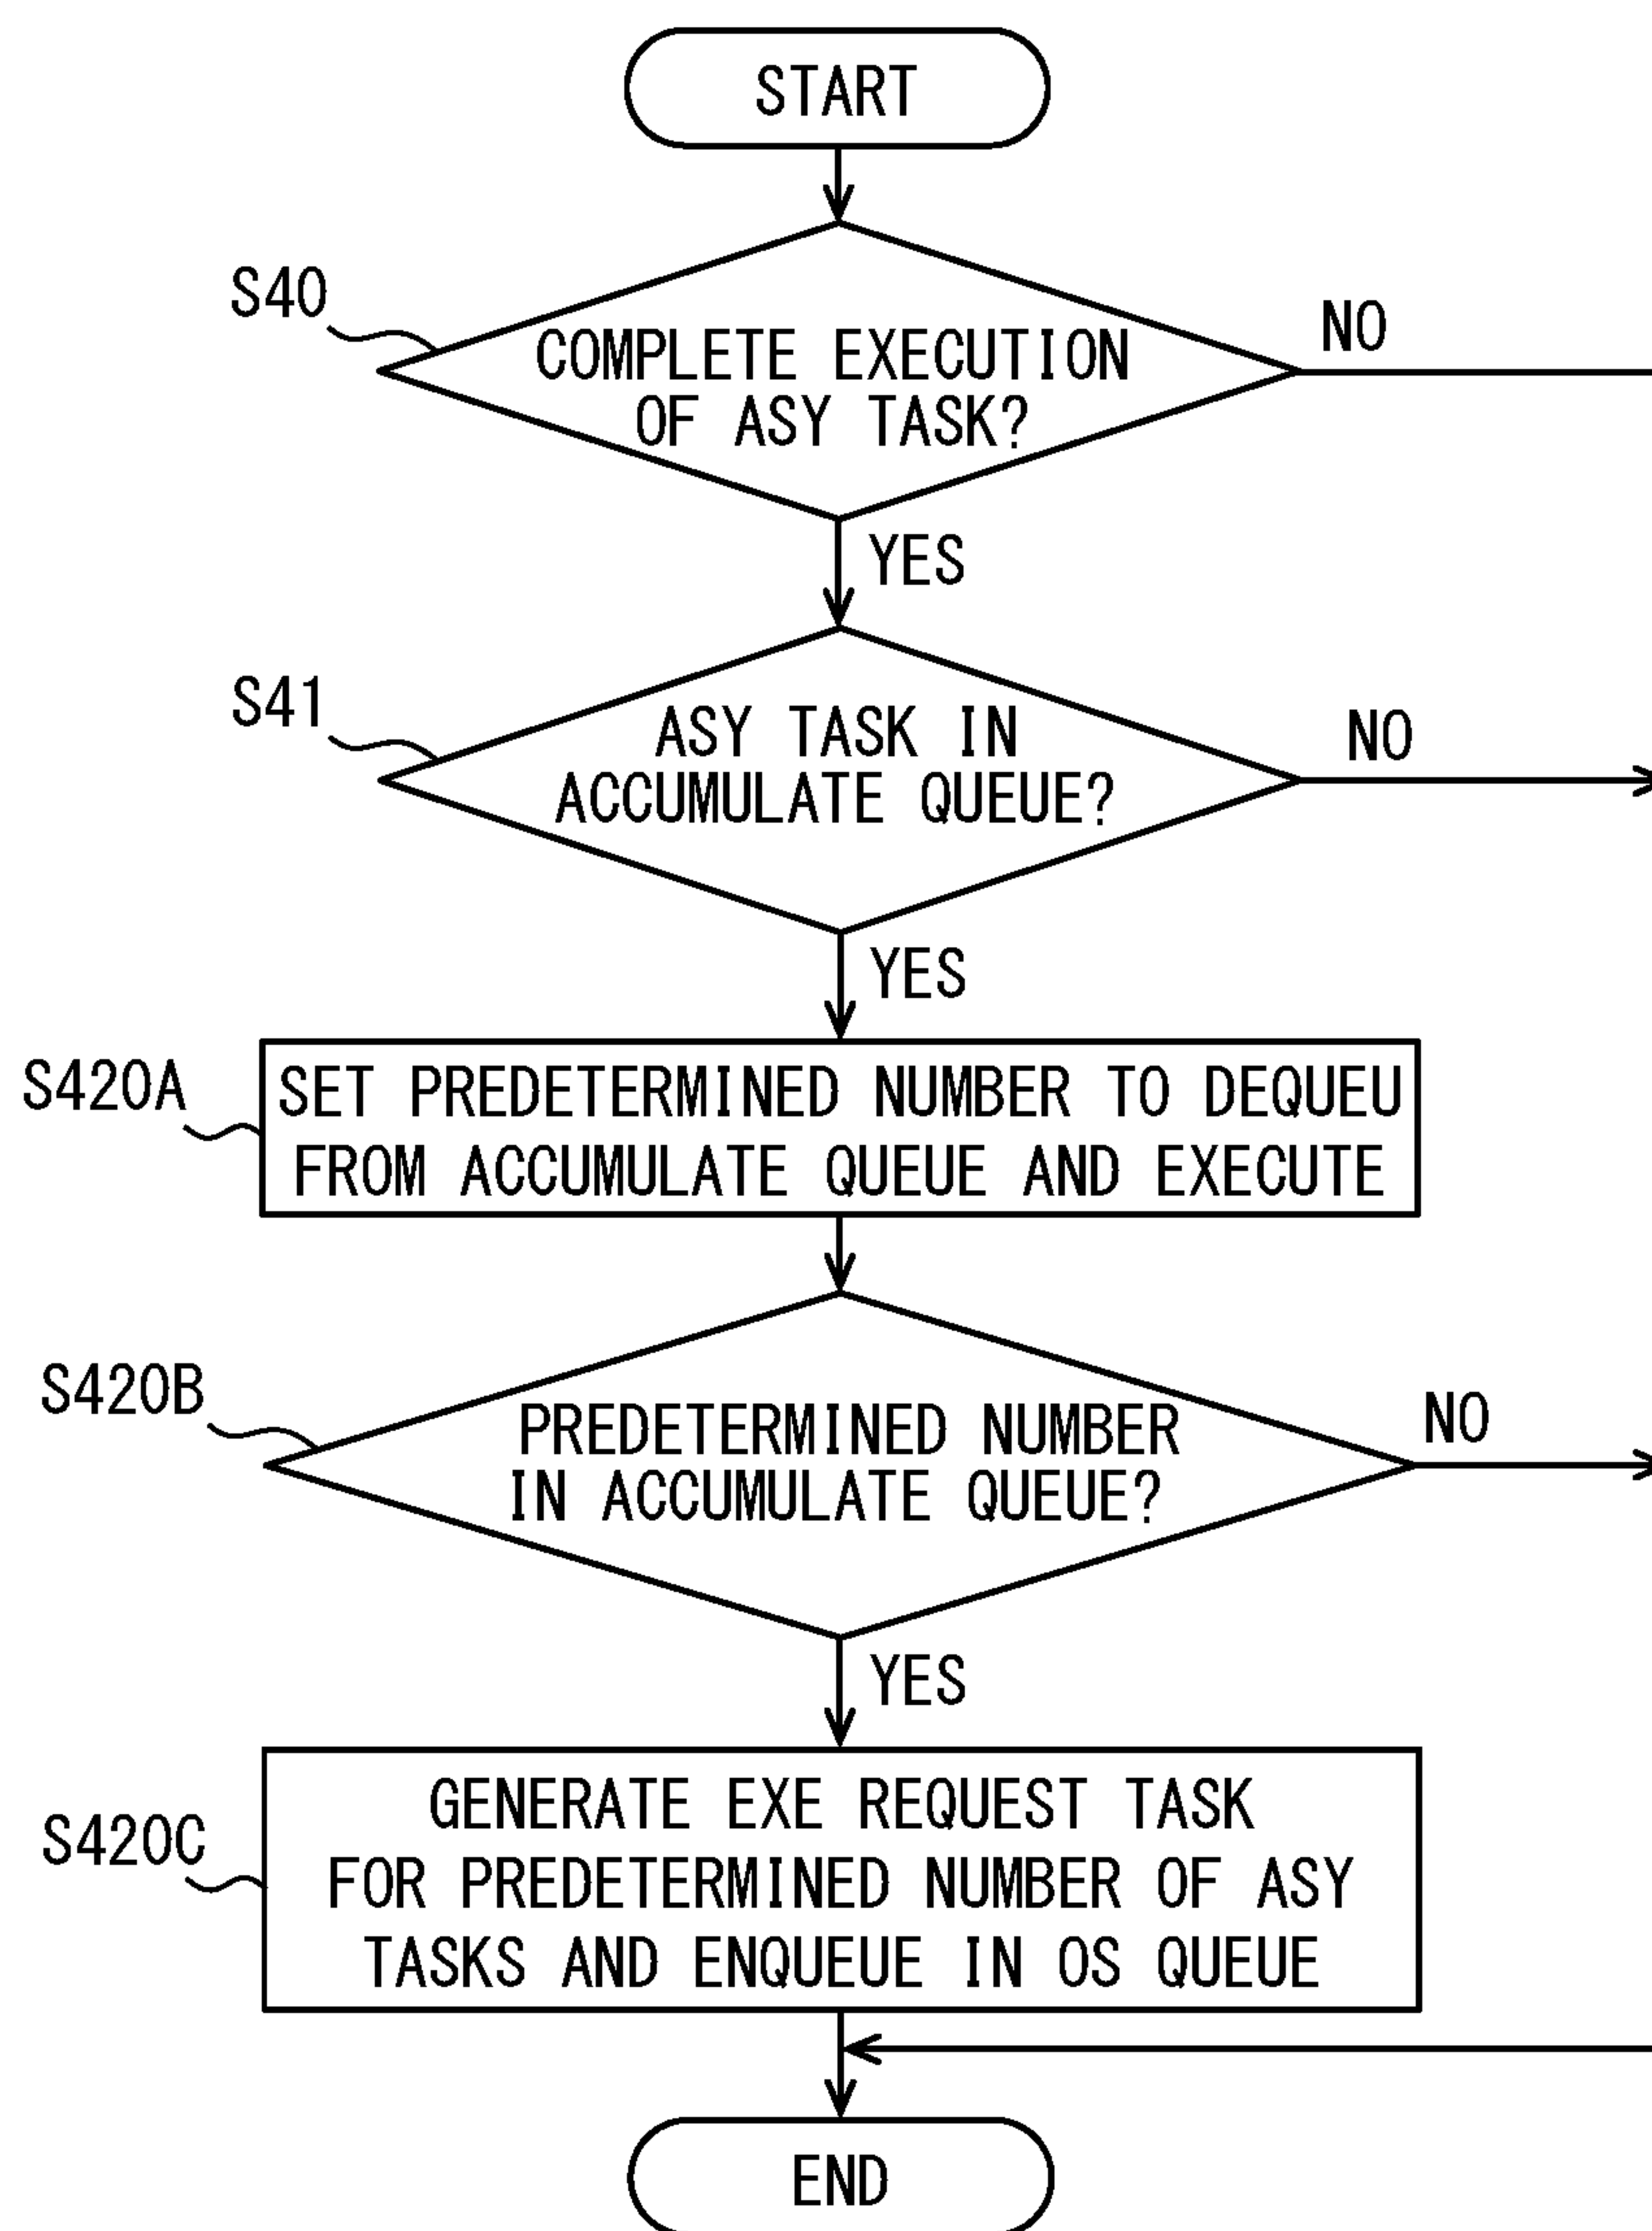 START
S40
COMPLETE EXECUTION
OF ASY TASK?
NO
YES
S41
ASY TASK IN
ACCUMULATE QUEUE?
NO
YES
S420A
SET PREDETERMINED NUMBER TO DEQUEU
FROM ACCUMULATE QUEUE AND EXECUTE
S420B
PREDETERMINED NUMBER
IN ACCUMULATE QUEUE?
NO
YES
S420C
GENERATE EXE REQUEST TASK
FOR PREDETERMINED NUMBER OF ASY
TASKS AND ENQUEUE IN OS QUEUE
END